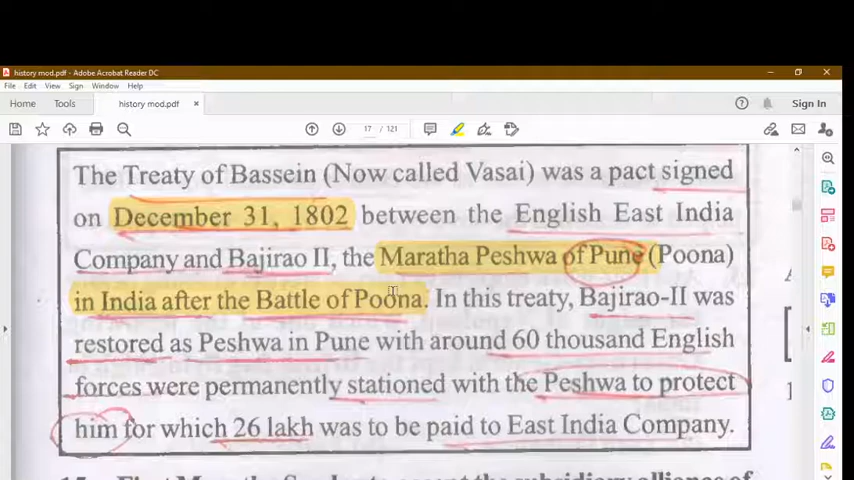 history mod.pdf - Adobe Acrobat Reader DC
File Edit View Sign Window Help
Home Tools history mod.pdf × Sign In
17 / 121
The Treaty of Bassein (Now called Vasai) was a pact signed
on December 31, 1802 between the English East India
Company and Bajirao II, the Maratha Peshwa of Pune (Poona)
in India after the Battle of Poona. In this treaty, Bajirao-II was
restored as Peshwa in Pune with around 60 thousand English
forces were permanently stationed with the Peshwa to protect
him for which 26 lakh was to be paid to East India Company.
the subsidiary alliance of